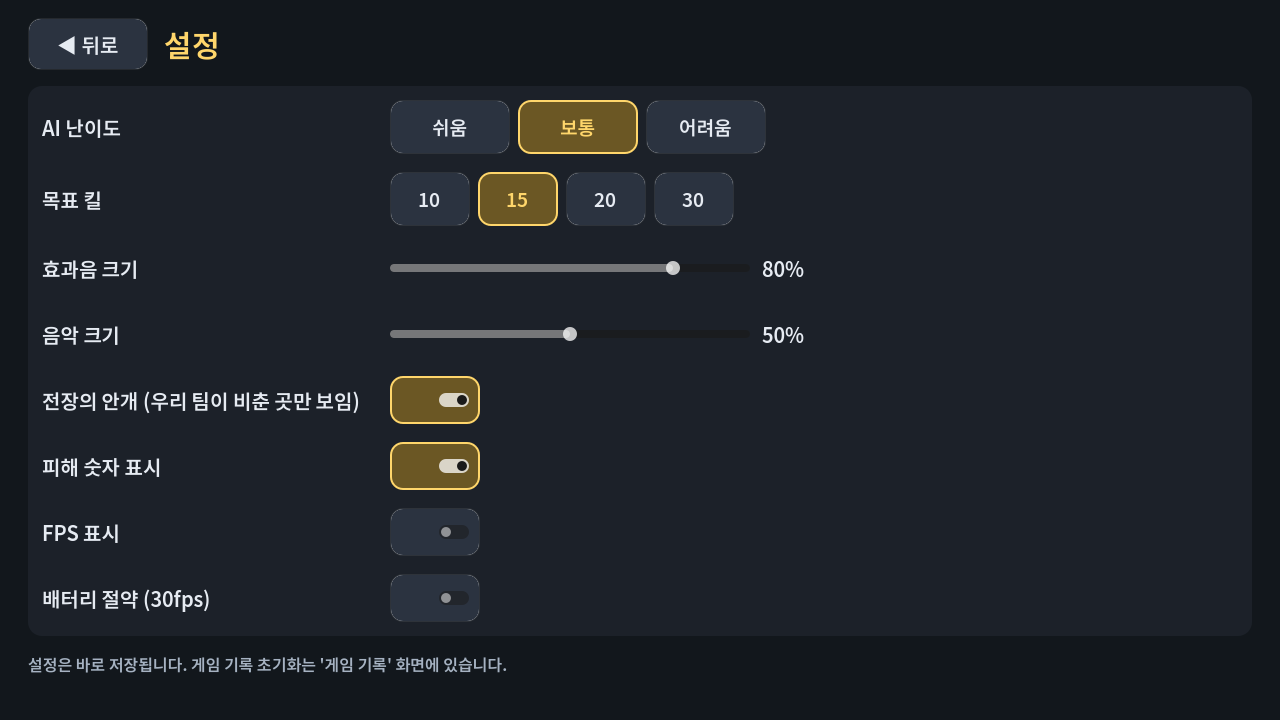 ◀ 뒤로 설정
AI 난이도 쉬움 보통 어려움
목표 킬 10 15 20 30
효과음 크기 80%
음악 크기 50%
전장의 안개 (우리 팀이 비춘 곳만 보임)
피해 숫자 표시
FPS 표시
배터리 절약 (30fps)
설정은 바로 저장됩니다. 게임 기록 초기화는 '게임 기록' 화면에 있습니다.